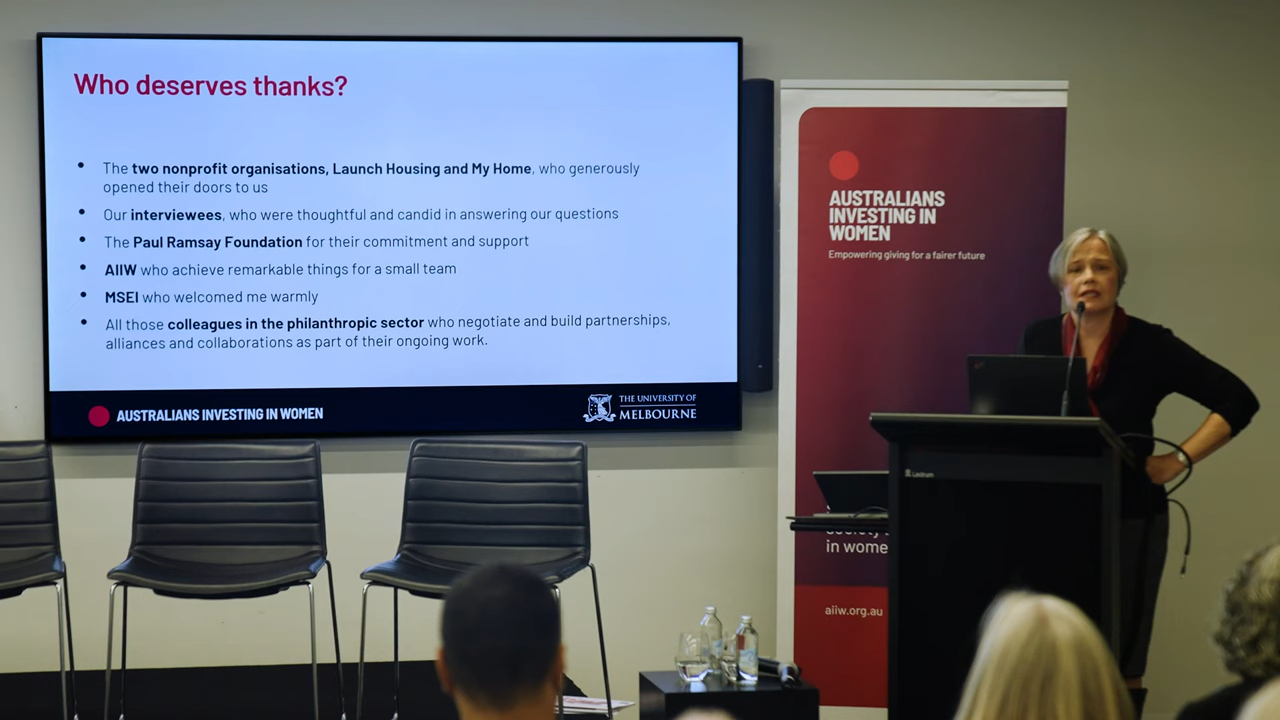 Who deserves thanks?
• The two nonprofit organisations, Launch Housing and My Home, who generously
opened their doors to us
• Our interviewees, who were thoughtful and candid in answering our questions
• The Paul Ramsay Foundation for their commitment and support
• AIIW who achieve remarkable things for a small team
• MSEI who welcomed me warmly
• All those colleagues in the philanthropic sector who negotiate and build partnerships,
alliances and collaborations as part of their ongoing work.
AUSTRALIANS INVESTING IN WOMEN
THE UNIVERSITY OF
MELBOURNE
AUSTRALIANS
INVESTING IN
WOMEN
Empowering giving for a fairer future
in wome
aiiw.org.au
Lectrum